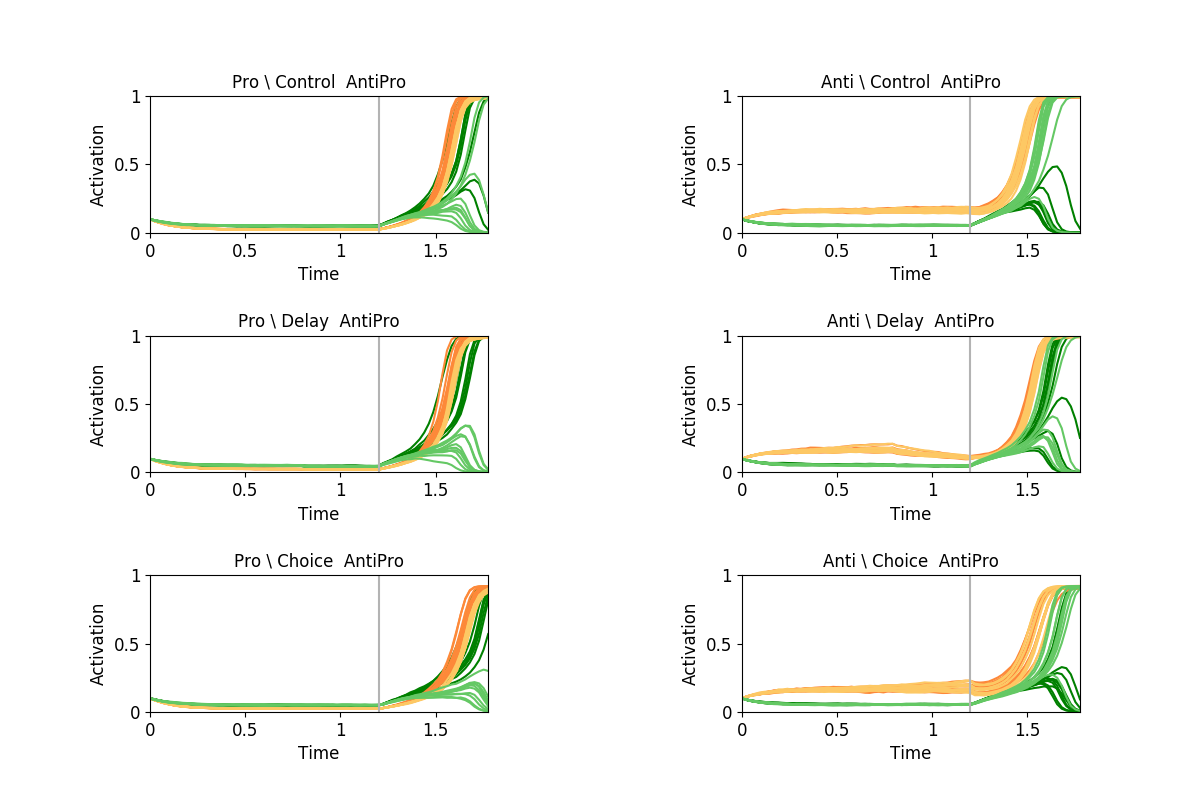 Pro \ Control  AntiPro
1
0.5
0
Activation
0
0.5
1
1.5
Time
Anti \ Control  AntiPro
1
0.5
0
Activation
0
0.5
1
1.5
Time
Pro \ Delay  AntiPro
1
0.5
0
Activation
0
0.5
1
1.5
Time
Anti \ Delay  AntiPro
1
0.5
0
Activation
0
0.5
1
1.5
Time
Pro \ Choice  AntiPro
1
0.5
0
Activation
0
0.5
1
1.5
Time
Anti \ Choice  AntiPro
1
0.5
0
Activation
0
0.5
1
1.5
Time